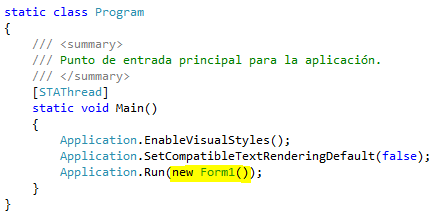 static class Program
{
    /// <summary>
    /// Punto de entrada principal para la aplicación.
    /// </summary>
    [STAThread]
    static void Main()
    {
        Application.EnableVisualStyles();
        Application.SetCompatibleTextRenderingDefault(false);
        Application.Run(new Form1());
    }
}